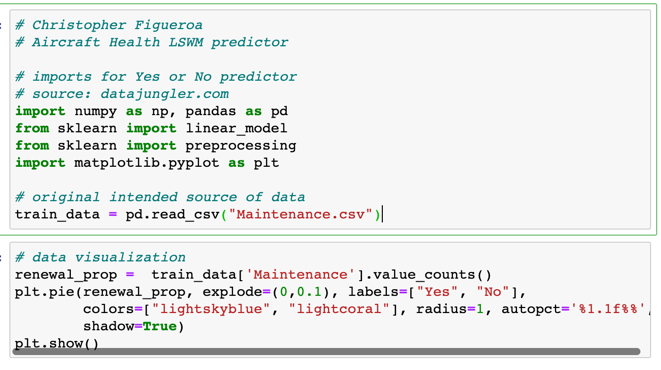 # Christopher Figueroa
# Aircraft Health LSWM predictor
# imports for Yes or No predictor
# source: datajungler.com
import numpy as np, pandas as pd
from sklearn import linear_model
from sklearn import preprocessing
import matplotlib.pyplot as plt
# original intended source of data
train_data = pd.read_csv("Maintenance.csv")
# data visualization
renewal_prop =  train_data['Maintenance'].value_counts()
plt.pie(renewal_prop, explode=(0,0.1), labels=["Yes", "No"],
        colors=["lightskyblue", "lightcoral"], radius=1, autopct='%1.1f%%',
        shadow=True)
plt.show()